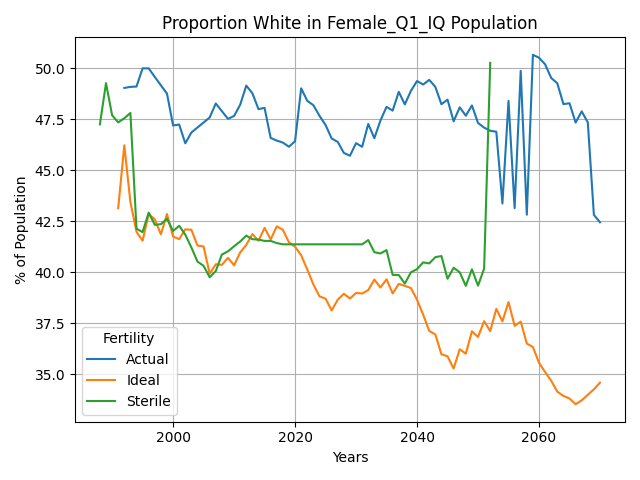 Proportion White in Female_Q1_IQ Population
% of Population
50.0
47.5
45.0
42.5
40.0
37.5
35.0
Fertility
Actual
Ideal
Sterile
2000
2020
2040
2060
Years